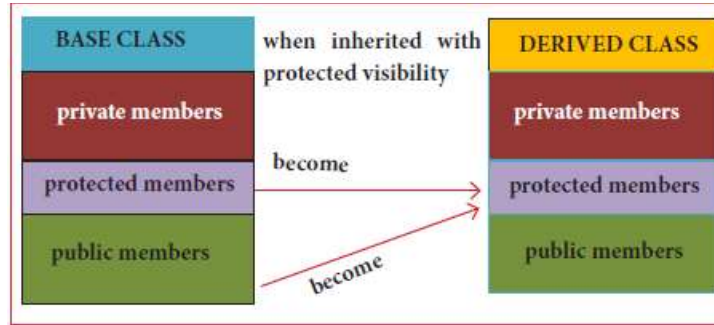 BASE CLASS
when inherited with
protected visibility
DERIVED CLASS
private members
private members
become
protected members
protected members
public members
become
public members